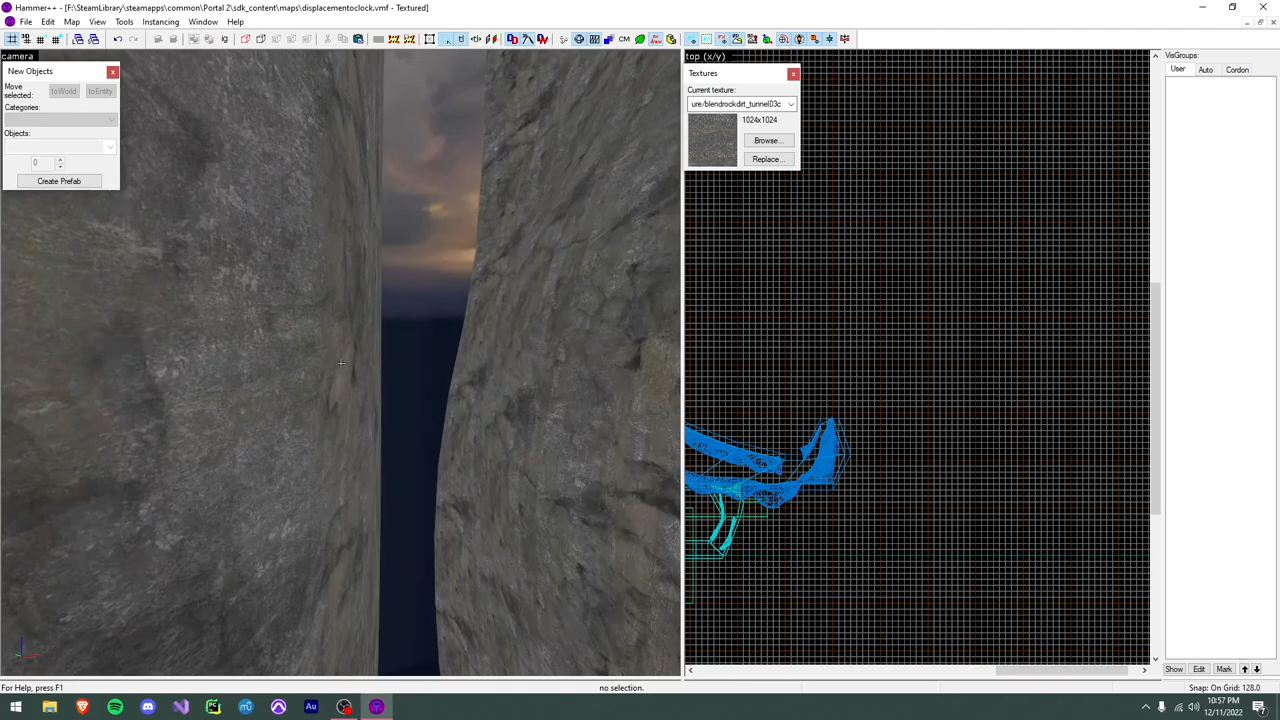 Hammer++ - [F:\SteamLibrary\steamapps\common\Portal 2\sdk_content\maps\displacementoclock.vmf - Textured]
File Edit Map View Tools Instancing Window Help
camera
New Objects
Move selected:
toWorld
toEntity
Categories:
Objects:
0
Create Prefab
top (x/y)
Textures
Current texture:
ure/blendrockdirt_tunnel03c
1024x1024
Browse...
Replace...
VisGroups:
User Auto Cordon
Show Edit Mark
For Help, press F1
no selection.
Snap: On Grid: 128.0
10:57 PM
12/11/2022